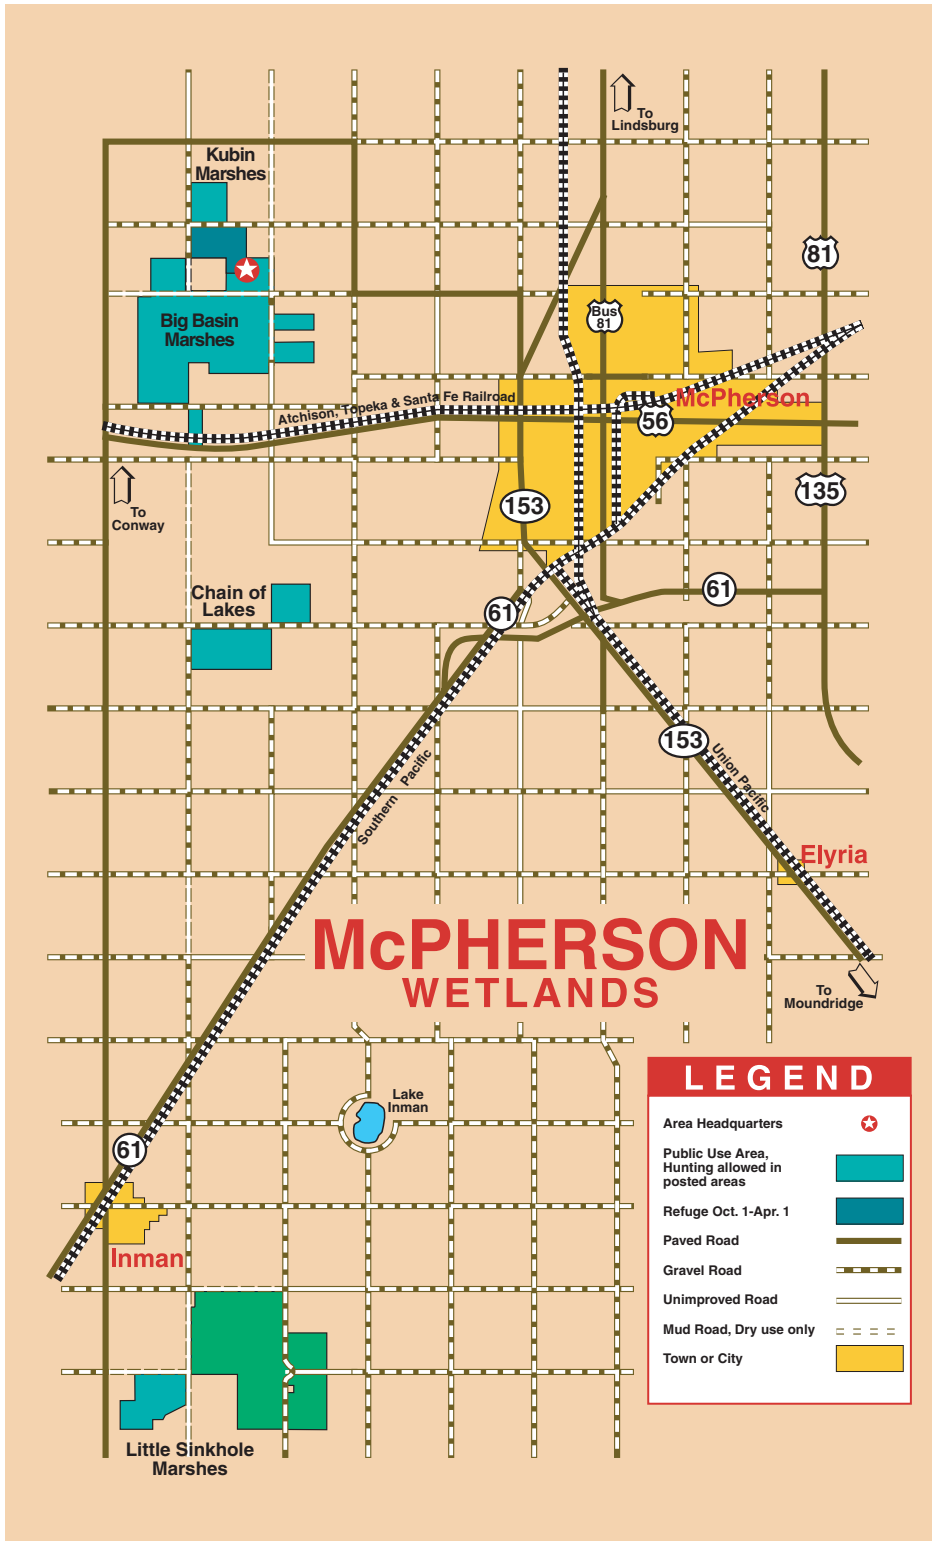 To
Lindsburg
Kubin
Marshes
81
Bus
81
Big Basin
Marshes
Atchison, Topeka & Santa Fe Railroad
McPherson
56
To
Conway
153
135
Chain of
Lakes
61
61
153
Southern Pacific
Union Pacific
Elyria
McPHERSON
WETLANDS
To
Moundridge
Lake
Inman
61
Inman
Little Sinkhole
Marshes
LEGEND
Area Headquarters
Public Use Area,
Hunting allowed in
posted areas
Refuge Oct. 1-Apr. 1
Paved Road
Gravel Road
Unimproved Road
Mud Road, Dry use only
Town or City